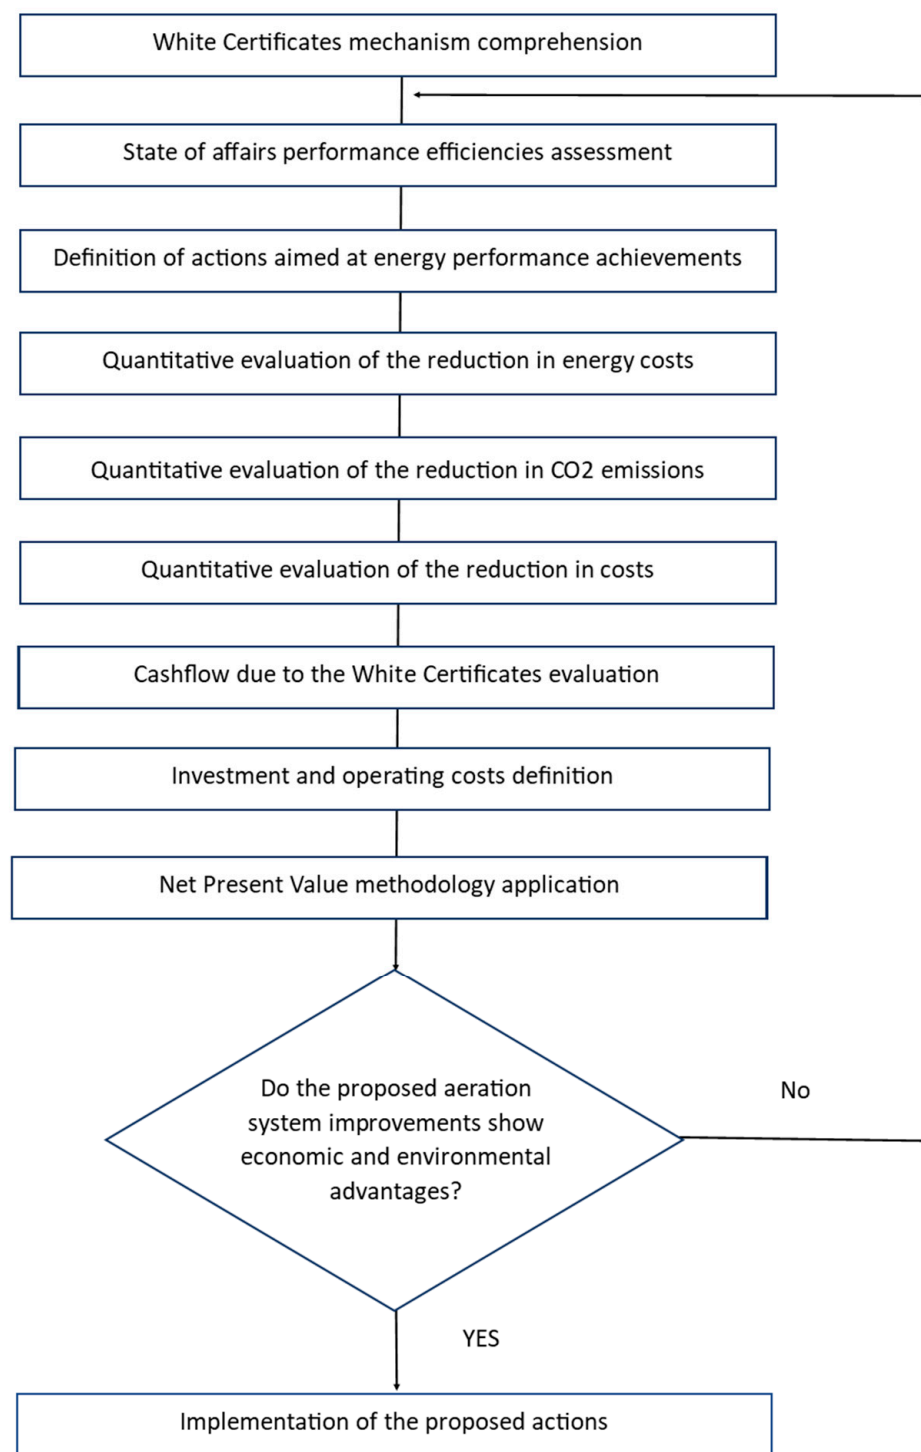 White Certificates mechanism comprehension
State of affairs performance efficiencies assessment
Definition of actions aimed at energy performance achievements
Quantitative evaluation of the reduction in energy costs
Quantitative evaluation of the reduction in CO2 emissions
Quantitative evaluation of the reduction in costs
Cashflow due to the White Certificates evaluation
Investment and operating costs definition
Net Present Value methodology application
Do the proposed aeration
system improvements show
economic and environmental
advantages?
No
YES
Implementation of the proposed actions